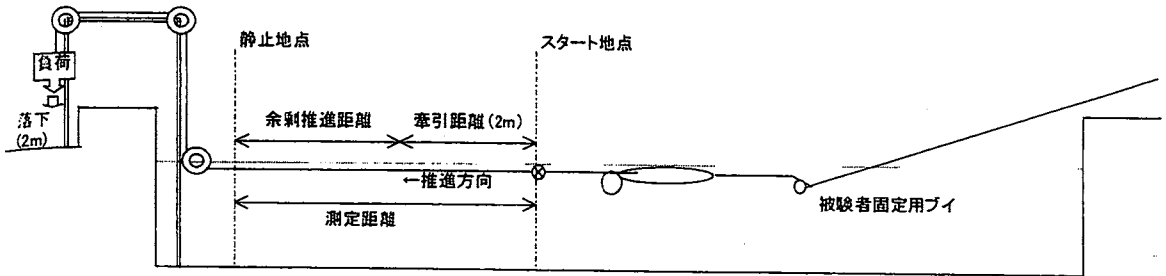 静止地点
スタート地点
負荷
落下
(2m)
余剰推進距離
牽引距離(2m)
←推進方向
測定距離
被験者固定用ブイ